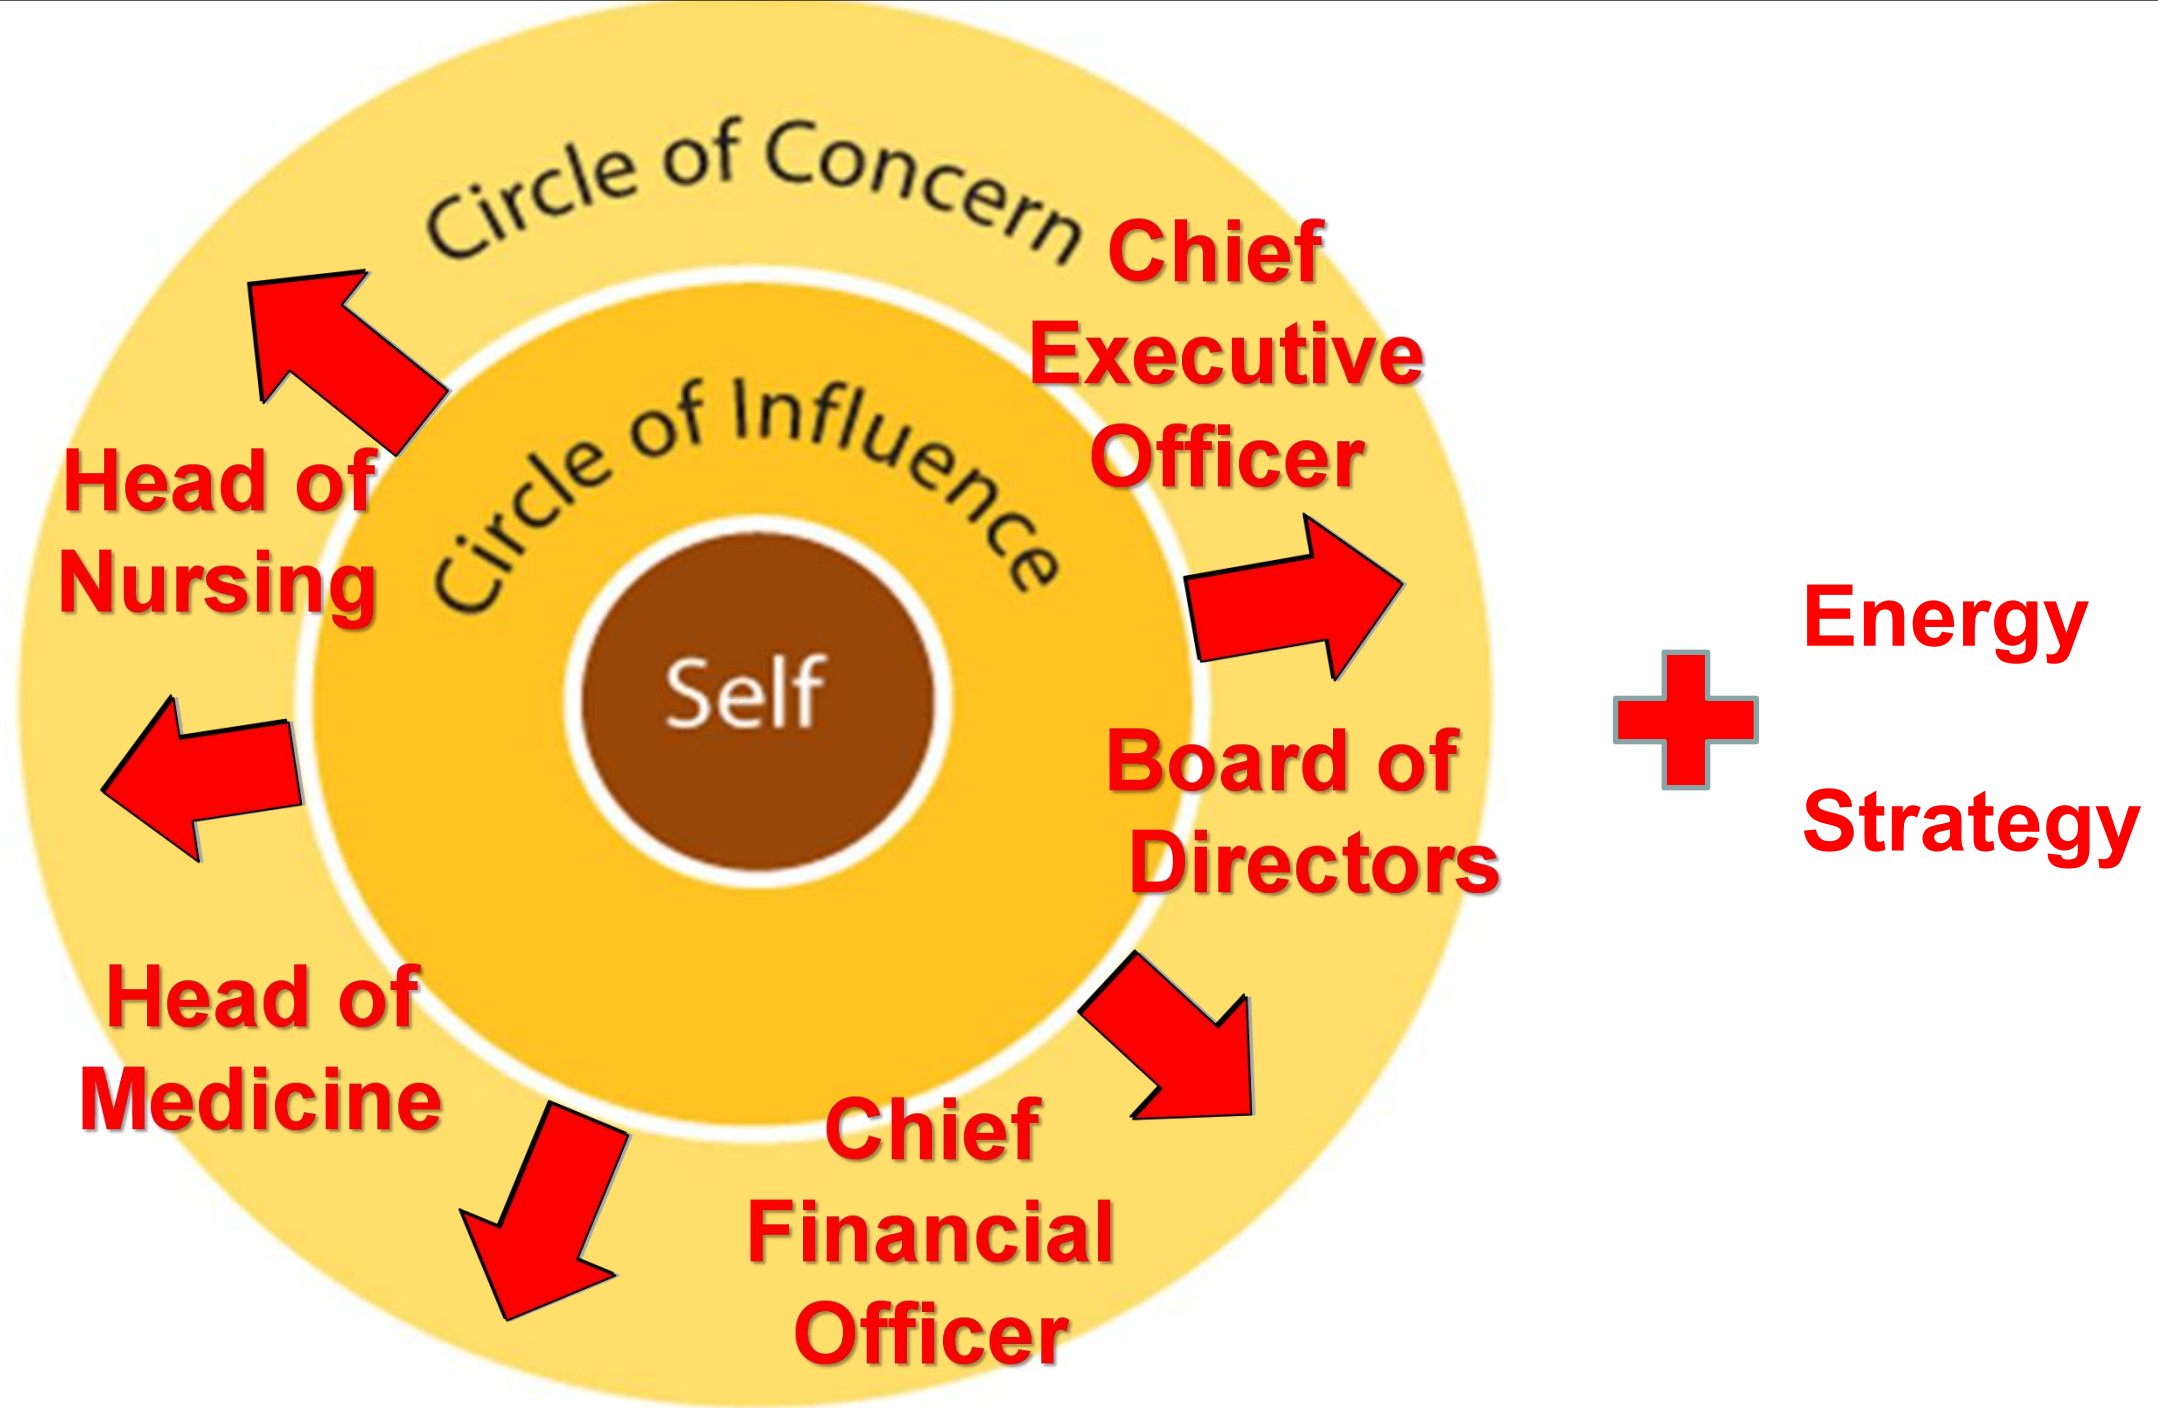 Circle of Concern
Chief
Executive
Officer
Circle of Influence
Head of
Nursing
Self
Energy
Strategy
Board of
Directors
Head of
Medicine
Chief
Financial
Officer